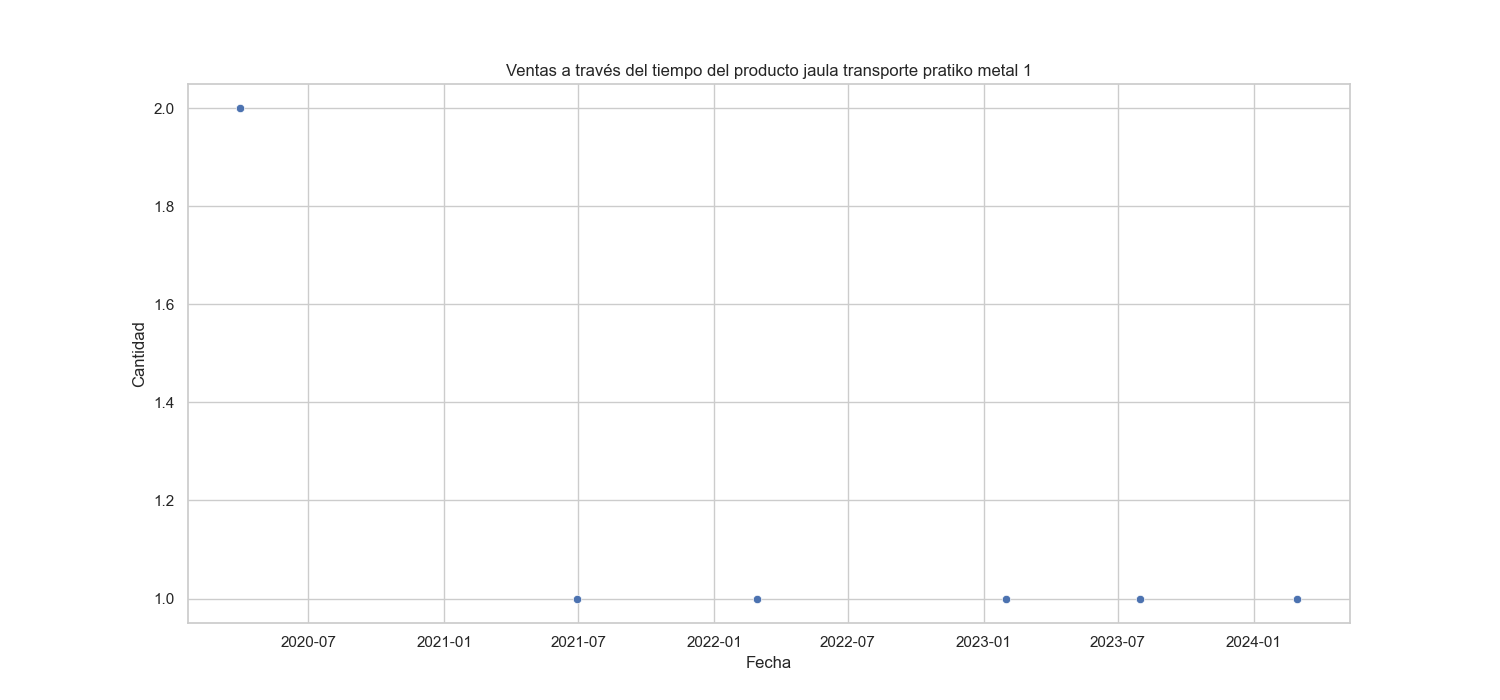 Ventas a través del tiempo del producto jaula transporte pratiko metal 1
2.0
1.8
1.6
1.4
1.2
1.0
Cantidad
2020-07 2021-01 2021-07 2022-01 2022-07 2023-01 2023-07 2024-01
Fecha